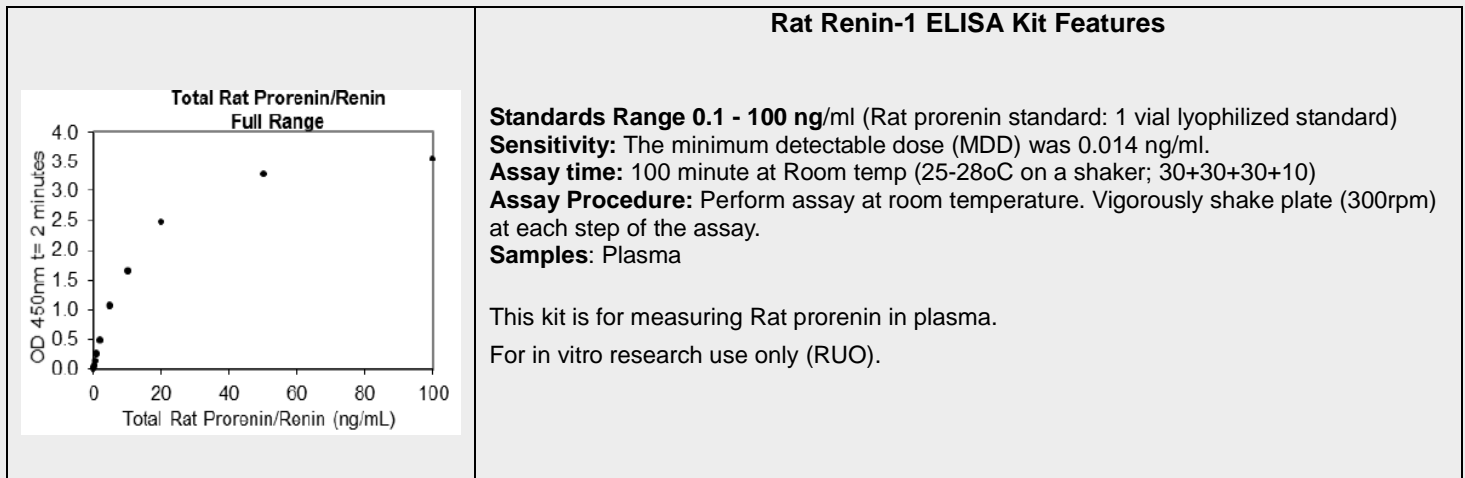 Rat Renin-1 ELISA Kit Features
Total Rat Prorenin/Renin
Full Range
4.0
3.5
3.0
2.5
2.0
1.5
1.0
0.5
0.0
OD 450nm t= 2 minutes
0 20 40 60 80 100
Total Rat Prorenin/Renin (ng/mL)
Standards Range 0.1 - 100 ng/ml (Rat prorenin standard: 1 vial lyophilized standard)
Sensitivity: The minimum detectable dose (MDD) was 0.014 ng/ml.
Assay time: 100 minute at Room temp (25-28oC on a shaker; 30+30+30+10)
Assay Procedure: Perform assay at room temperature. Vigorously shake plate (300rpm)
at each step of the assay.
Samples: Plasma
This kit is for measuring Rat prorenin in plasma.
For in vitro research use only (RUO).